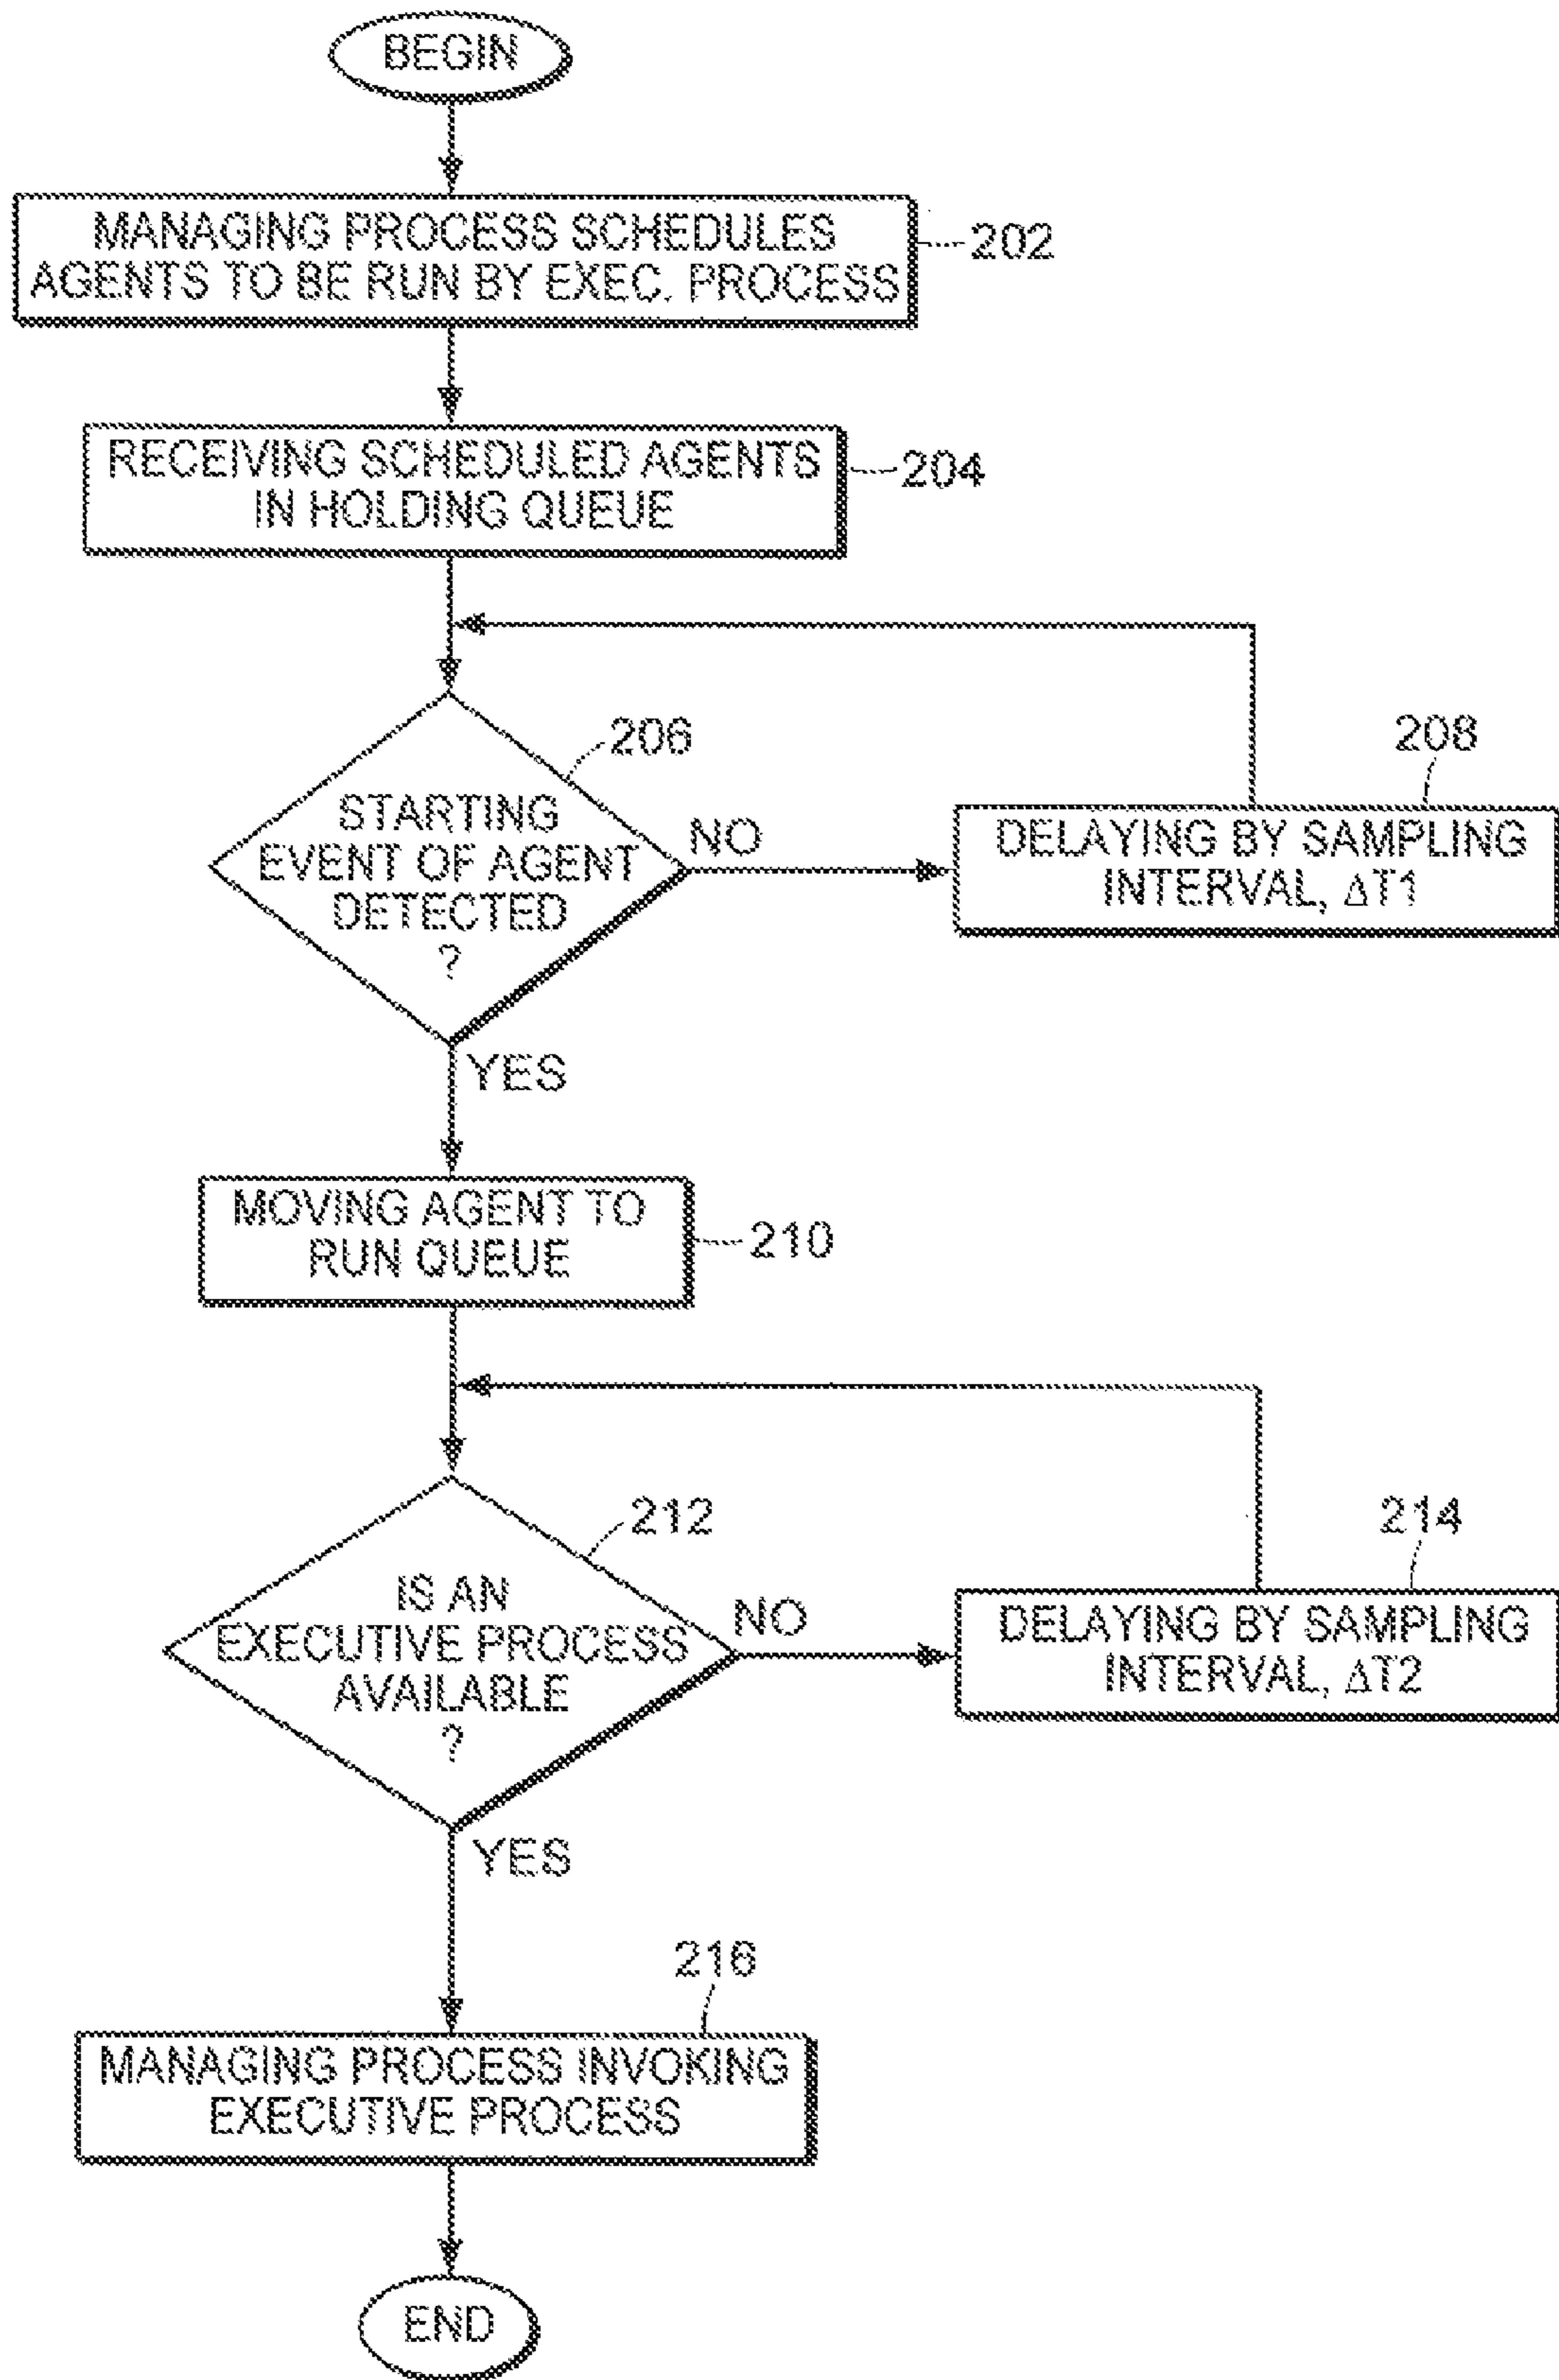 BEGIN
MANAGING PROCESS SCHEDULES
AGENTS TO BE RUN BY EXEC. PROCESS
202
RECEIVING SCHEDULED AGENTS
IN HOLDING QUEUE
204
206
STARTING
EVENT OF AGENT
DETECTED
?
NO
208
DELAYING BY SAMPLING
INTERVAL, ΔT1
YES
MOVING AGENT TO
RUN QUEUE
210
212
IS AN
EXECUTIVE PROCESS
AVAILABLE
?
NO
214
DELAYING BY SAMPLING
INTERVAL, ΔT2
YES
216
MANAGING PROCESS INVOKING
EXECUTIVE PROCESS
END